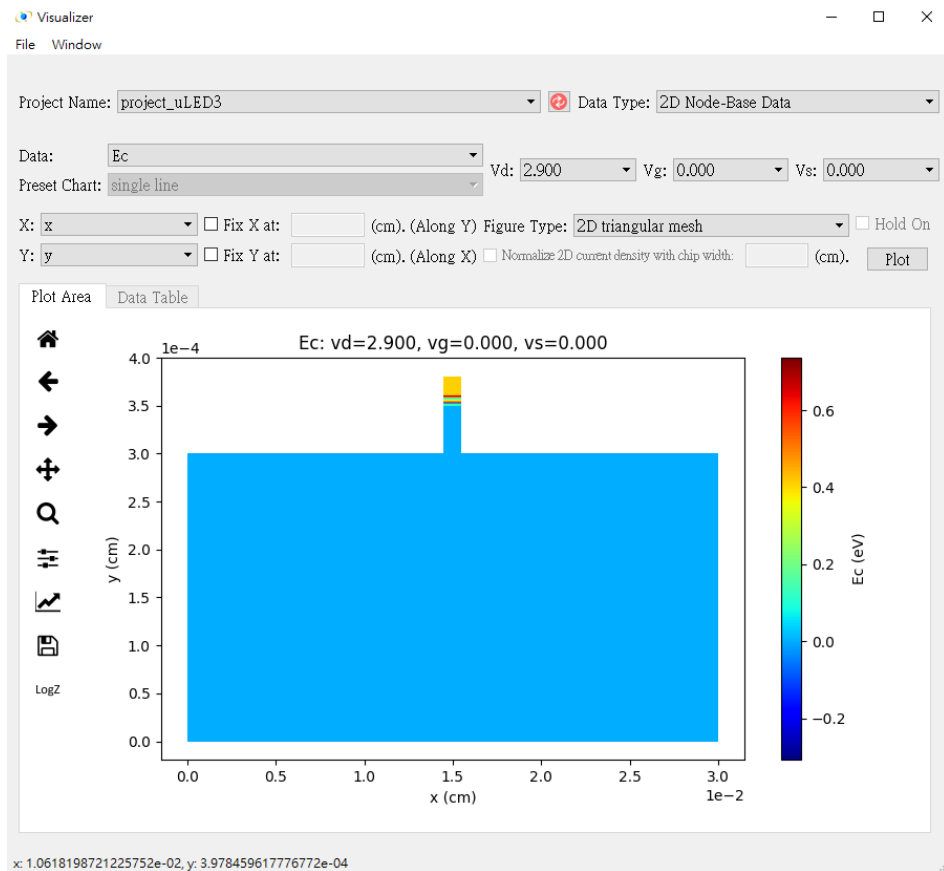 Visualizer
File Window
Project Name: project_uLED3 Data Type: 2D Node-Base Data
Data: Ec Vd: 2.900 Vg: 0.000 Vs: 0.000
Preset Chart: single line
X: x Fix X at: (cm). (Along Y) Figure Type: 2D triangular mesh Hold On
Y: y Fix Y at: (cm). (Along X) Normalize 2D current density with chip width: (cm). Plot
Plot Area Data Table
Ec: vd=2.900, vg=0.000, vs=0.000
1e−4
4.0
3.5
3.0
2.5
2.0
1.5
1.0
0.5
0.0
y (cm)
0.0 0.5 1.0 1.5 2.0 2.5 3.0
x (cm)
1e−2
0.6
0.4
0.2
0.0
−0.2
Ec (eV)
LogZ
x: 1.0618198721225752e-02, y: 3.978459617776772e-04